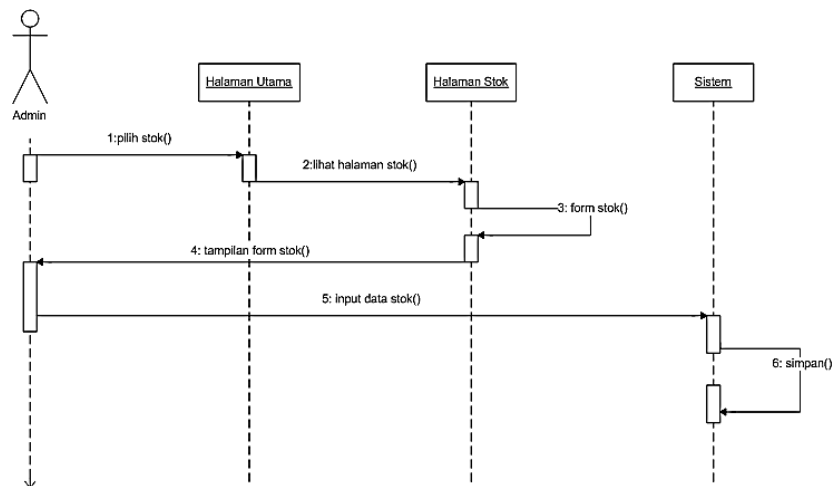 Halaman Utama
Halaman Stok
Sistem
Admin
1:pilih stok()
2:lihat halaman stok()
3: form stok()
4: tampilan form stok()
5: input data stok()
6: simpan()